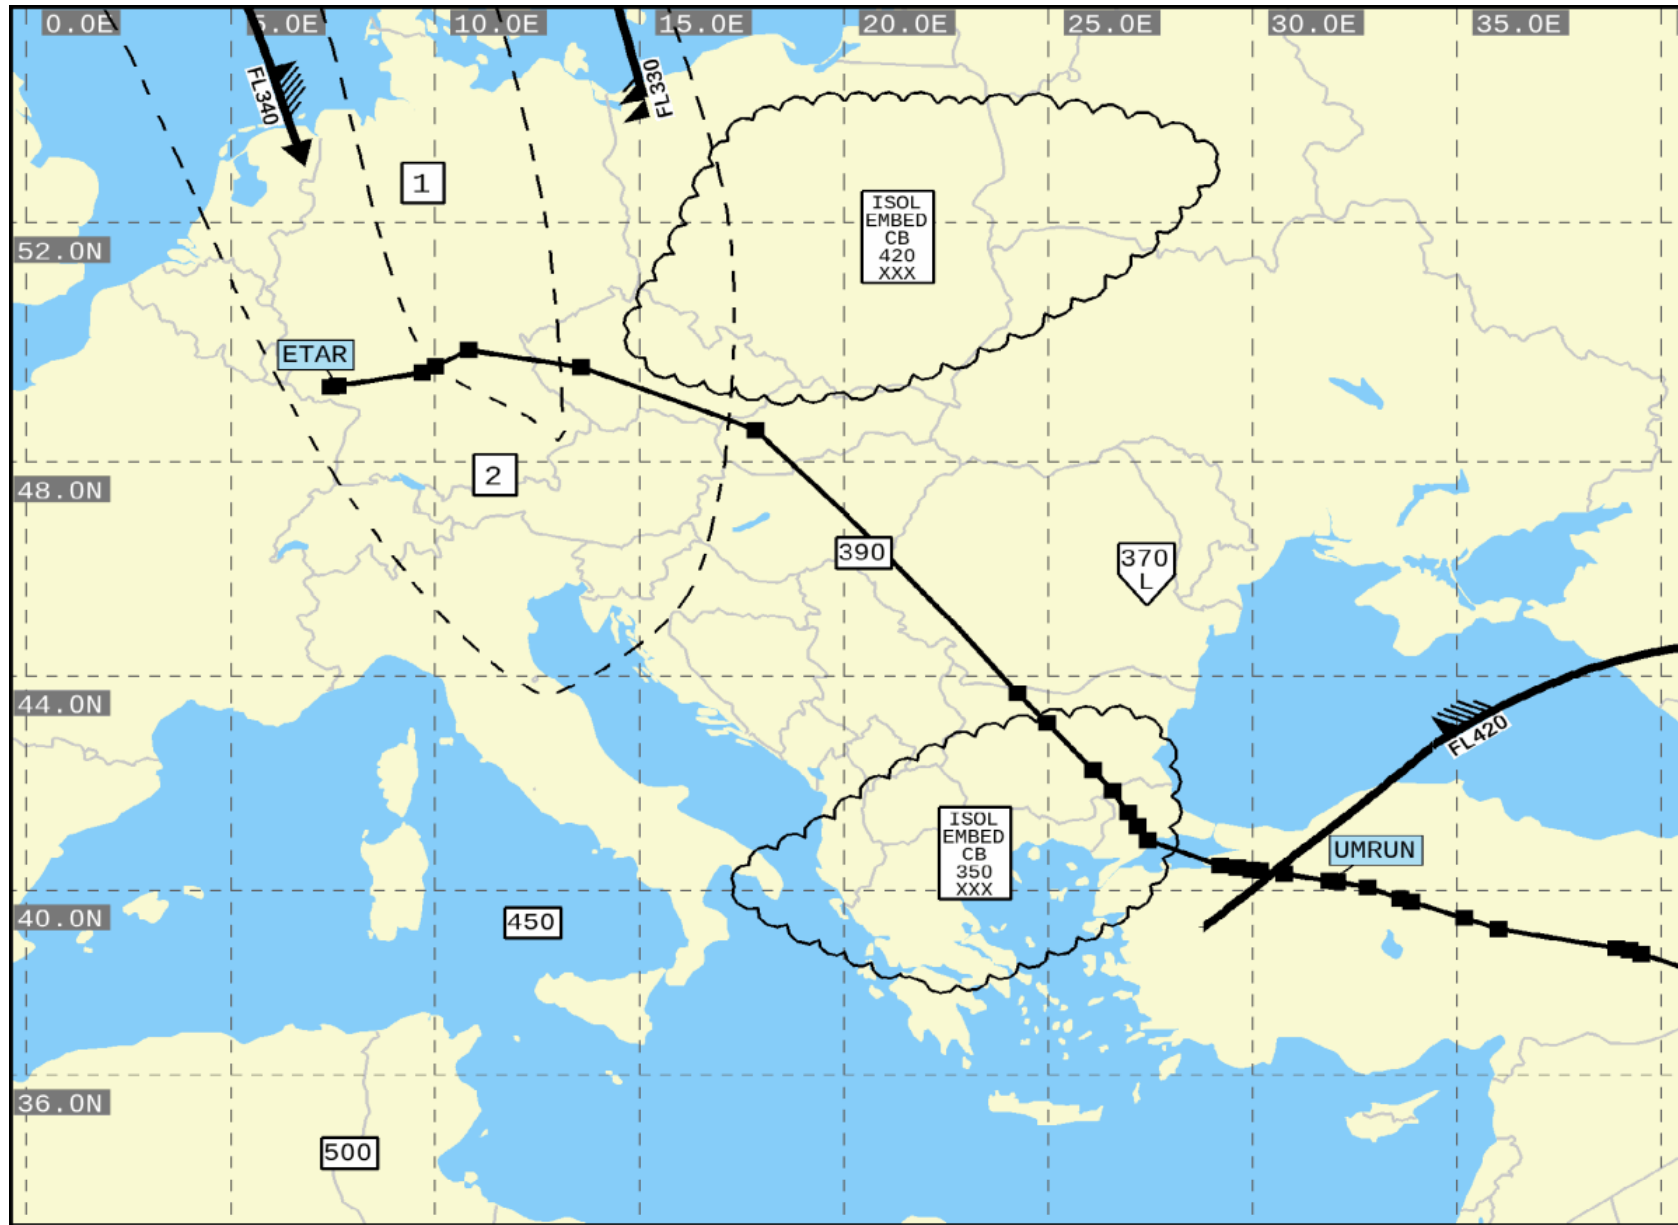 0.0E
5.0E
10.0E
15.0E
20.0E
25.0E
30.0E
35.0E
FL340
FL330
1
ISOL
EMBED
CB
420
XXX
52.0N
ETAR
2
48.0N
390
370
L
44.0N
FL420
ISOL
EMBED
CB
350
XXX
UMRUN
40.0N
450
36.0N
500